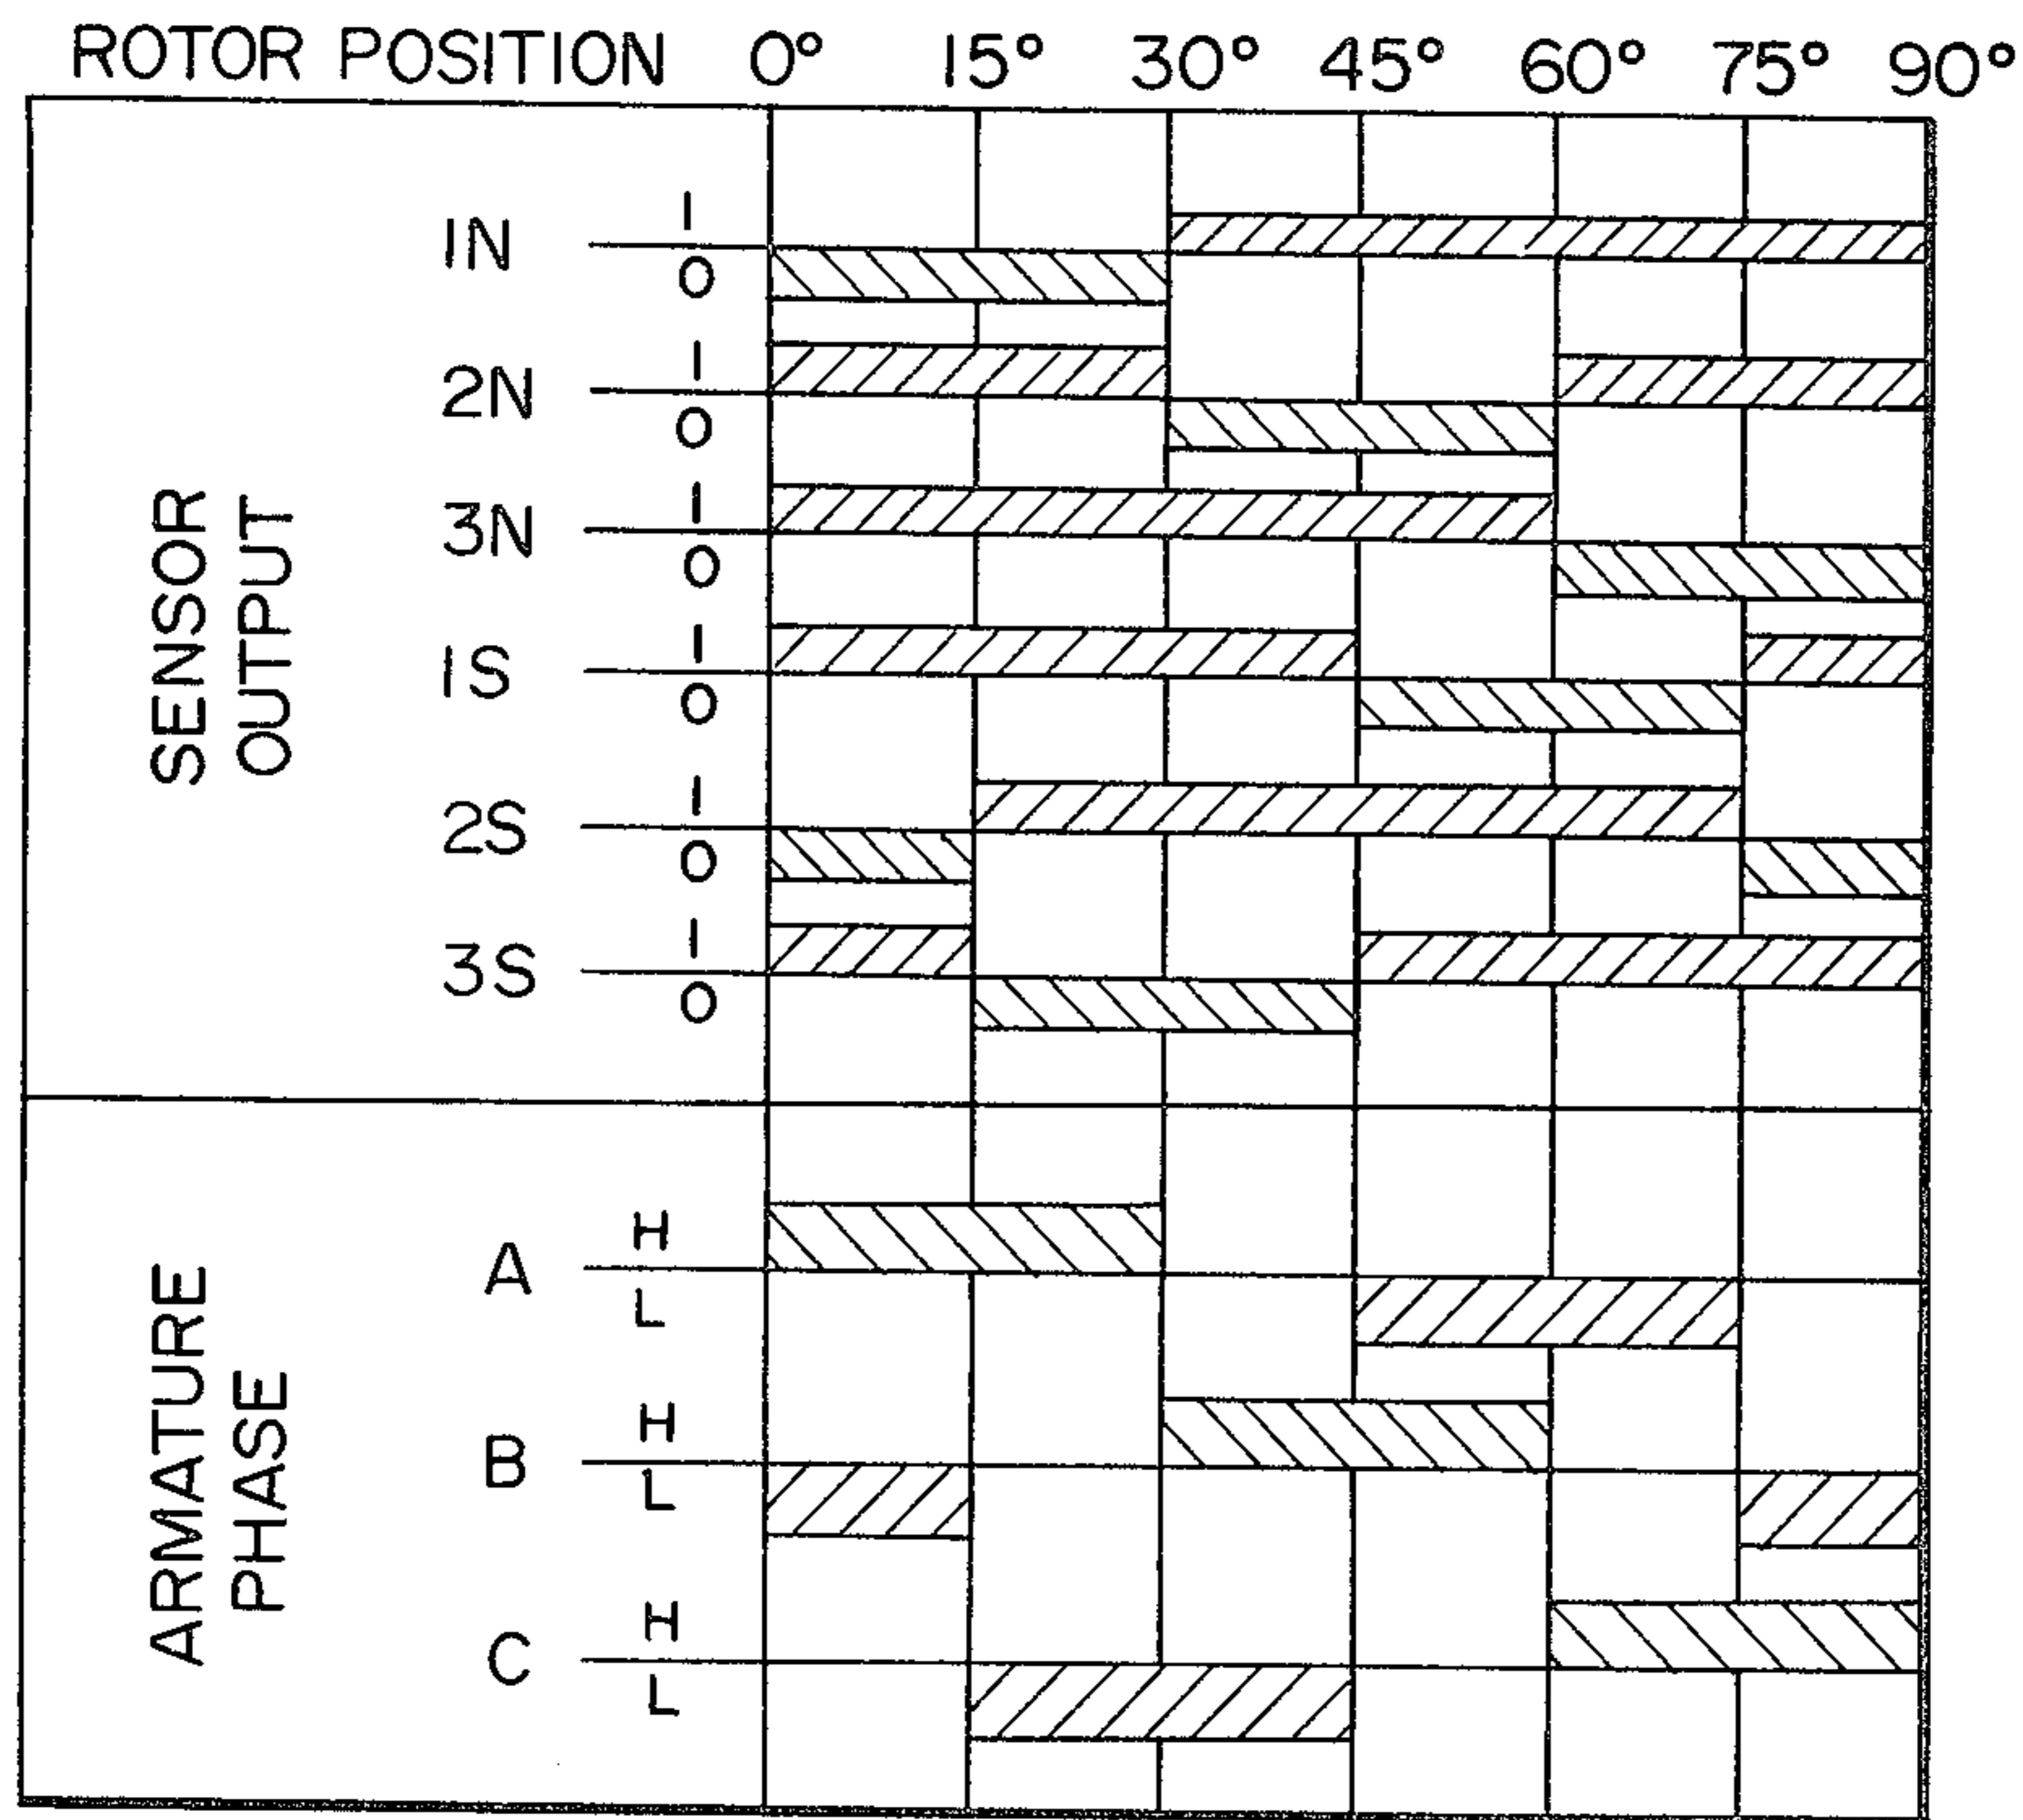 ROTOR POSITION 0° 15° 30° 45° 60° 75° 90°
SENSOR
OUTPUT
1N 1
0
2N 1
0
3N 1
0
1S 1
0
2S 1
0
3S 1
0
ARMATURE
PHASE
A H
L
B H
L
C H
L